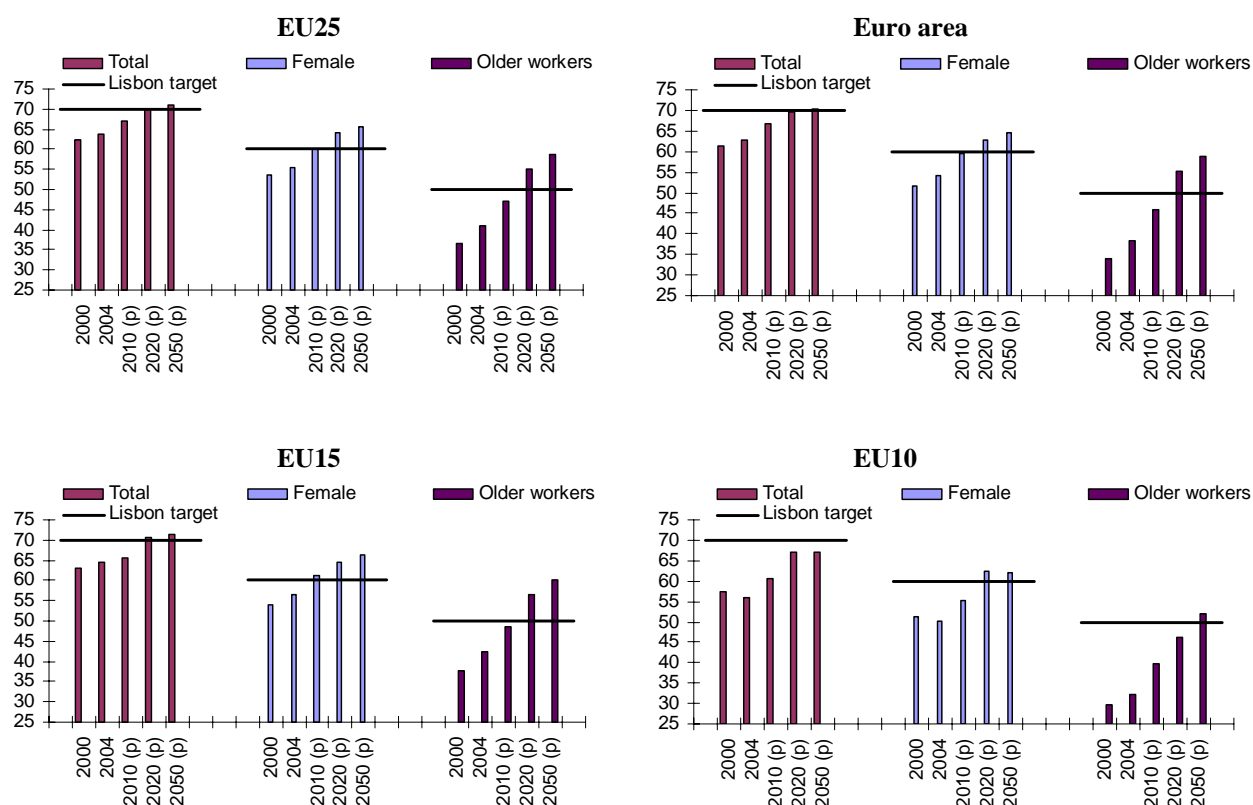 EU25
Total
Female
Older workers
Lisbon target
75
70
65
60
55
50
45
40
35
30
25
2000
2004
2010 (p)
2020 (p)
2050 (p)
2000
2004
2010 (p)
2020 (p)
2050 (p)
2000
2004
2010 (p)
2020 (p)
2050 (p)
Euro area
Total
Female
Older workers
Lisbon target
75
70
65
60
55
50
45
40
35
30
25
2000
2004
2010 (p)
2020 (p)
2050 (p)
2000
2004
2010 (p)
2020 (p)
2050 (p)
2000
2004
2010 (p)
2020 (p)
2050 (p)
EU15
Total
Female
Older workers
Lisbon target
75
70
65
60
55
50
45
40
35
30
25
2000
2004
2010 (p)
2020 (p)
2050 (p)
2000
2004
2010 (p)
2020 (p)
2050 (p)
2000
2004
2010 (p)
2020 (p)
2050 (p)
EU10
Total
Female
Older workers
Lisbon target
75
70
65
60
55
50
45
40
35
30
25
2000
2004
2010 (p)
2020 (p)
2050 (p)
2000
2004
2010 (p)
2020 (p)
2050 (p)
2000
2004
2010 (p)
2020 (p)
2050 (p)